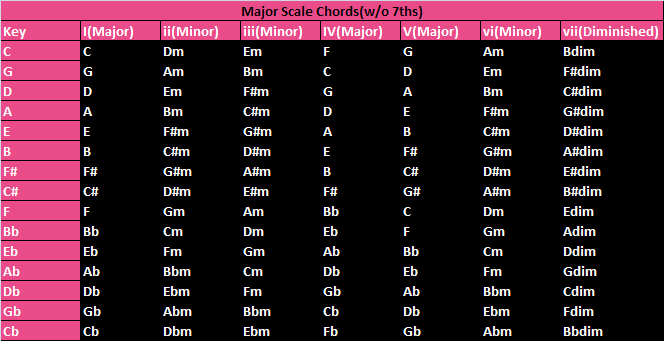 Major Scale Chords(w/o 7ths)
Key I(Major) ii(Minor) iii(Minor) IV(Major) V(Major) vi(Minor) vii(Diminished)
C C Dm Em F G Am Bdim
G G Am Bm C D Em F#dim
D D Em F#m G A Bm C#dim
A A Bm C#m D E F#m G#dim
E E F#m G#m A B C#m D#dim
B B C#m D#m E F# G#m A#dim
F# F# G#m A#m B C# D#m E#dim
C# C# D#m E#m F# G# A#m B#dim
F F Gm Am Bb C Dm Edim
Bb Bb Cm Dm Eb F Gm Adim
Eb Eb Fm Gm Ab Bb Cm Ddim
Ab Ab Bbm Cm Db Eb Fm Gdim
Db Db Ebm Fm Gb Ab Bbm Cdim
Gb Gb Abm Bbm Cb Db Ebm Fdim
Cb Cb Dbm Ebm Fb Gb Abm Bbdim